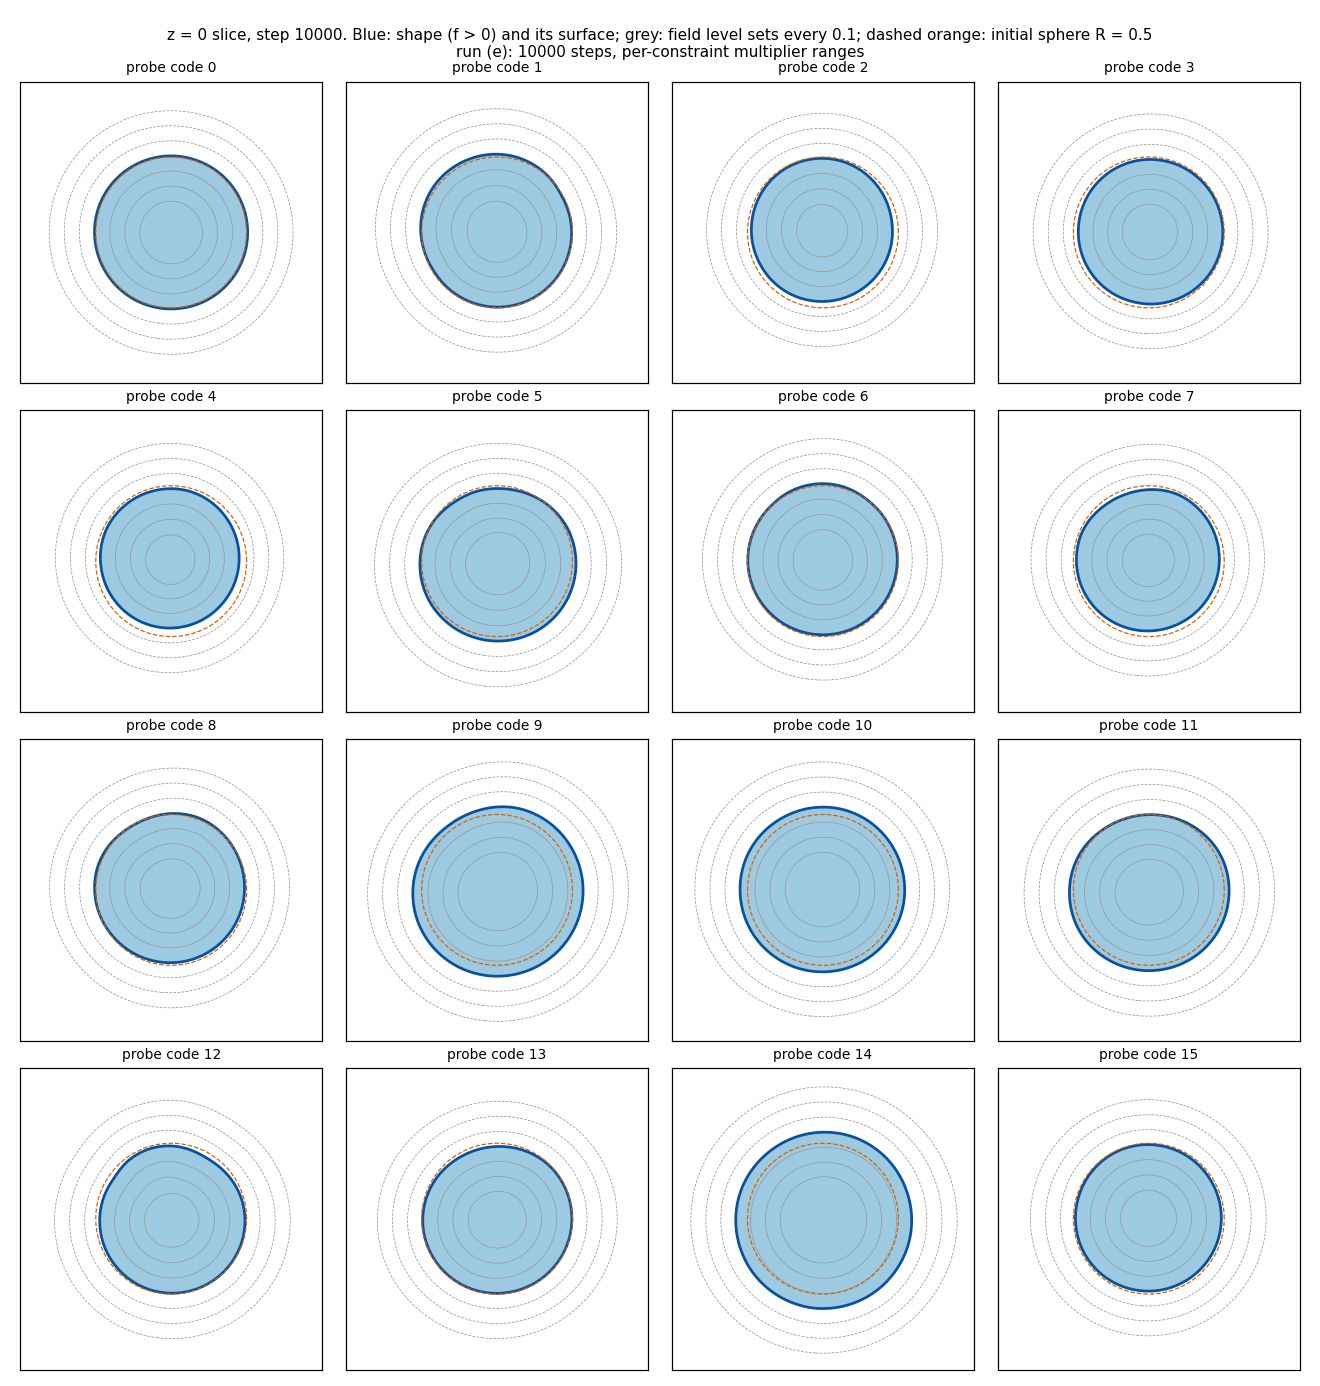 z = 0 slice, step 10000. Blue: shape (f > 0) and its surface; grey: field level sets every 0.1; dashed orange: initial sphere R = 0.5
run (e): 10000 steps, per-constraint multiplier ranges
probe code 0
probe code 1
probe code 2
probe code 3
probe code 4
probe code 5
probe code 6
probe code 7
probe code 8
probe code 9
probe code 10
probe code 11
probe code 12
probe code 13
probe code 14
probe code 15